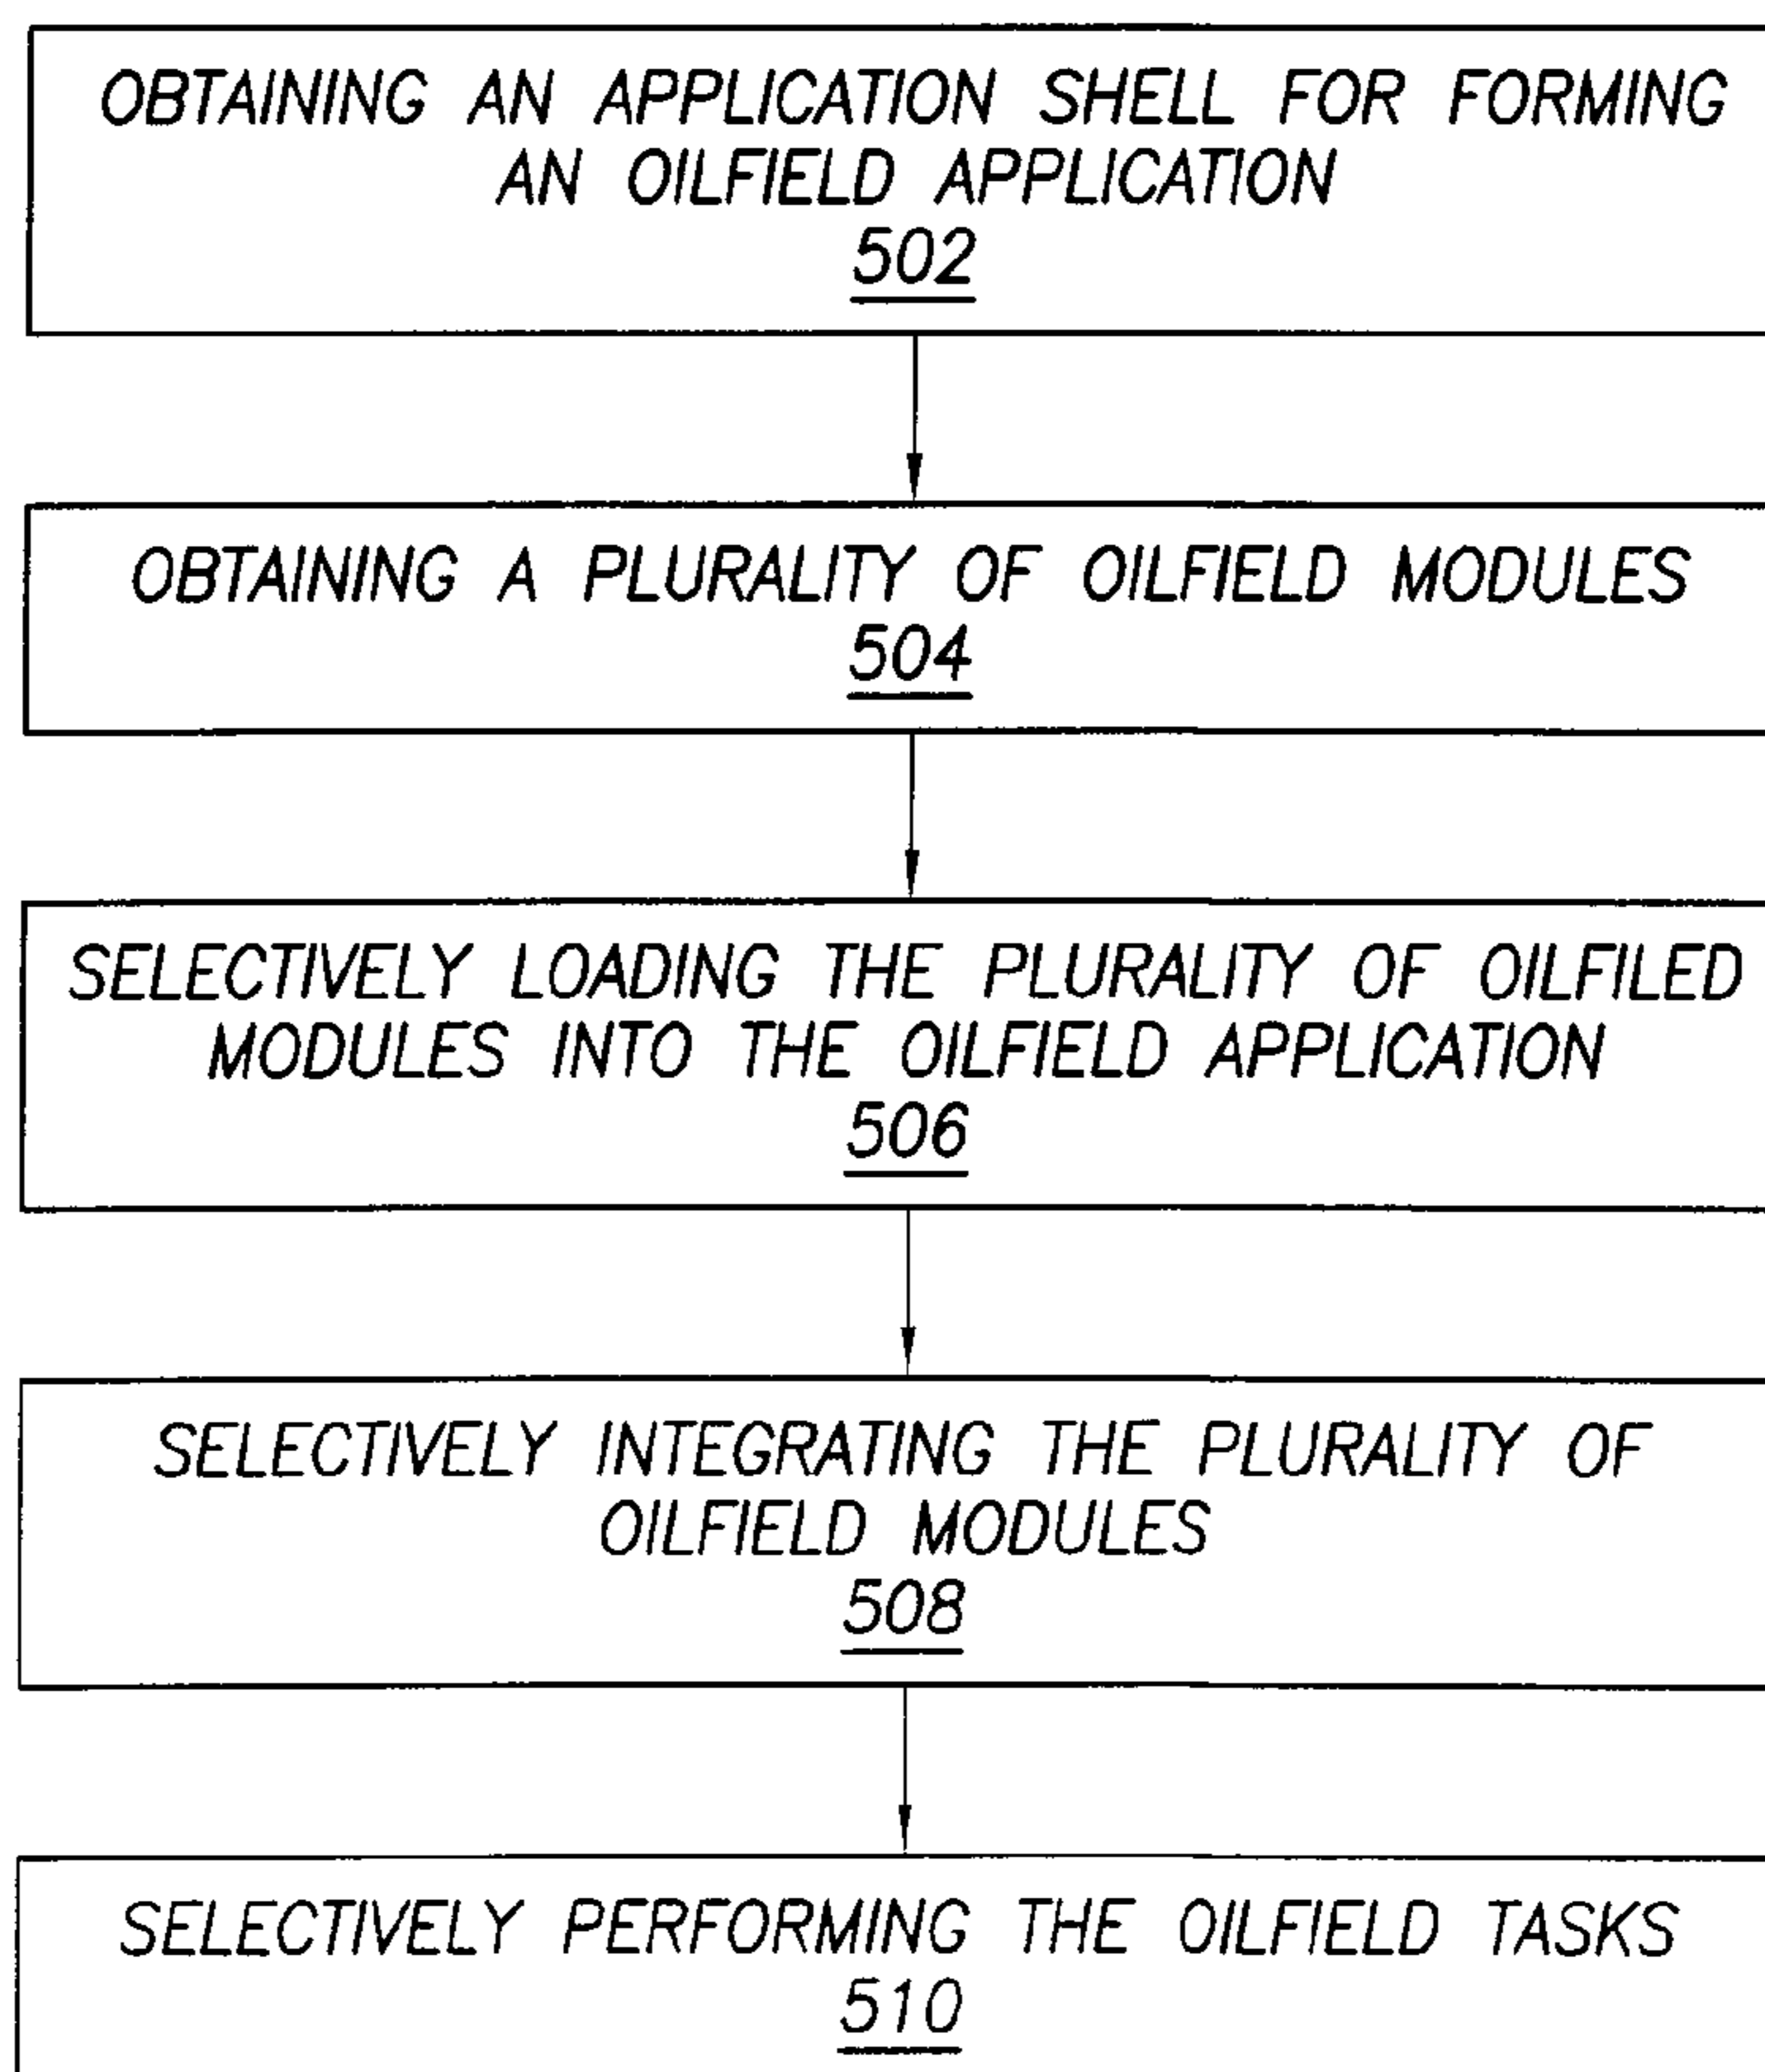 OBTAINING AN APPLICATION SHELL FOR FORMING
AN OILFIELD APPLICATION
502
OBTAINING A PLURALITY OF OILFIELD MODULES
504
SELECTIVELY LOADING THE PLURALITY OF OILFILED
MODULES INTO THE OILFIELD APPLICATION
506
SELECTIVELY INTEGRATING THE PLURALITY OF
OILFIELD MODULES
508
SELECTIVELY PERFORMING THE OILFIELD TASKS
510